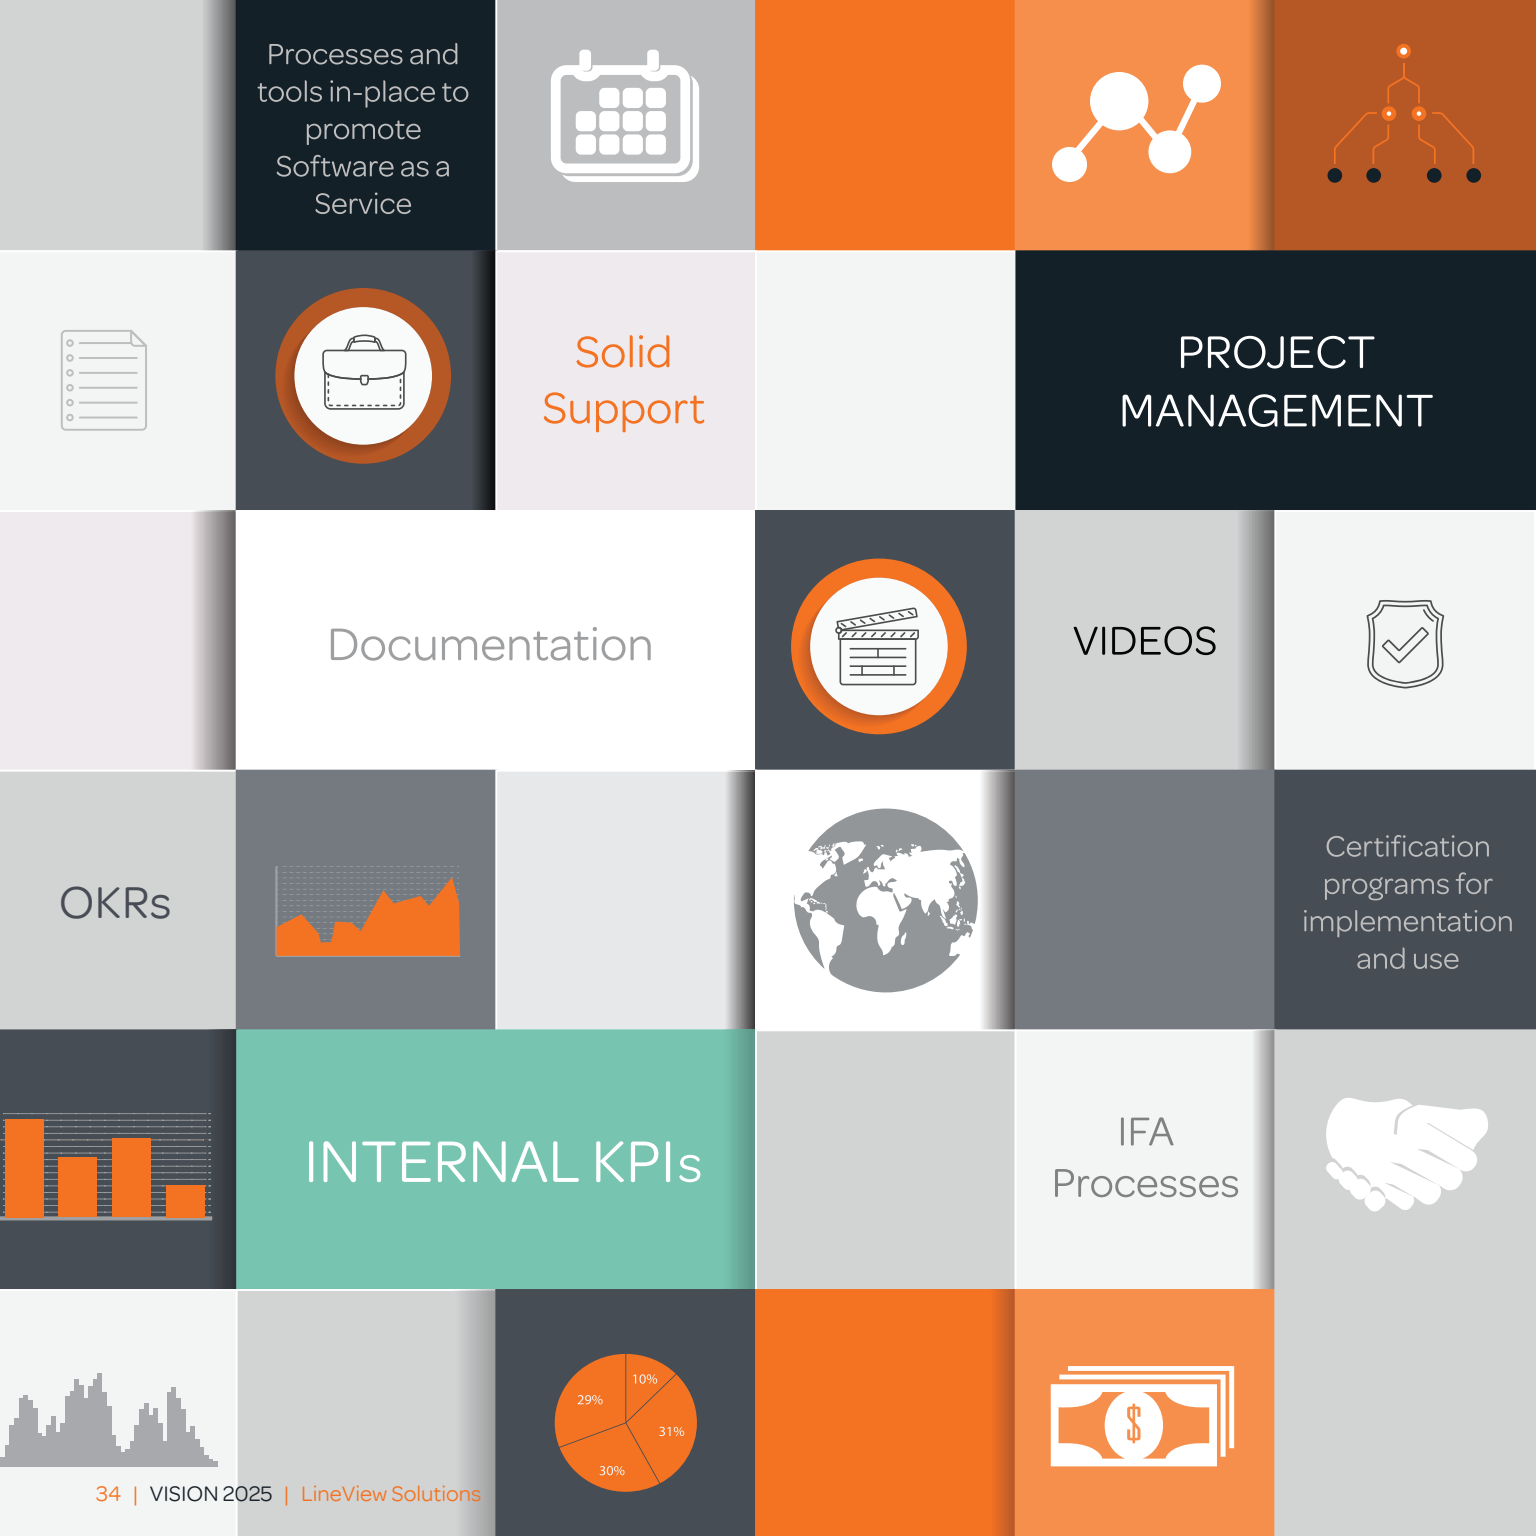 Processes and
tools in-place to
promote
Software as a
Service
Solid
Support
PROJECT
MANAGEMENT
Documentation
VIDEOS
OKRs
Certification
programs for
implementation
and use
INTERNAL KPIs
IFA
Processes
10%
29%
31%
30%
$
34 | VISION 2025 | LineView Solutions